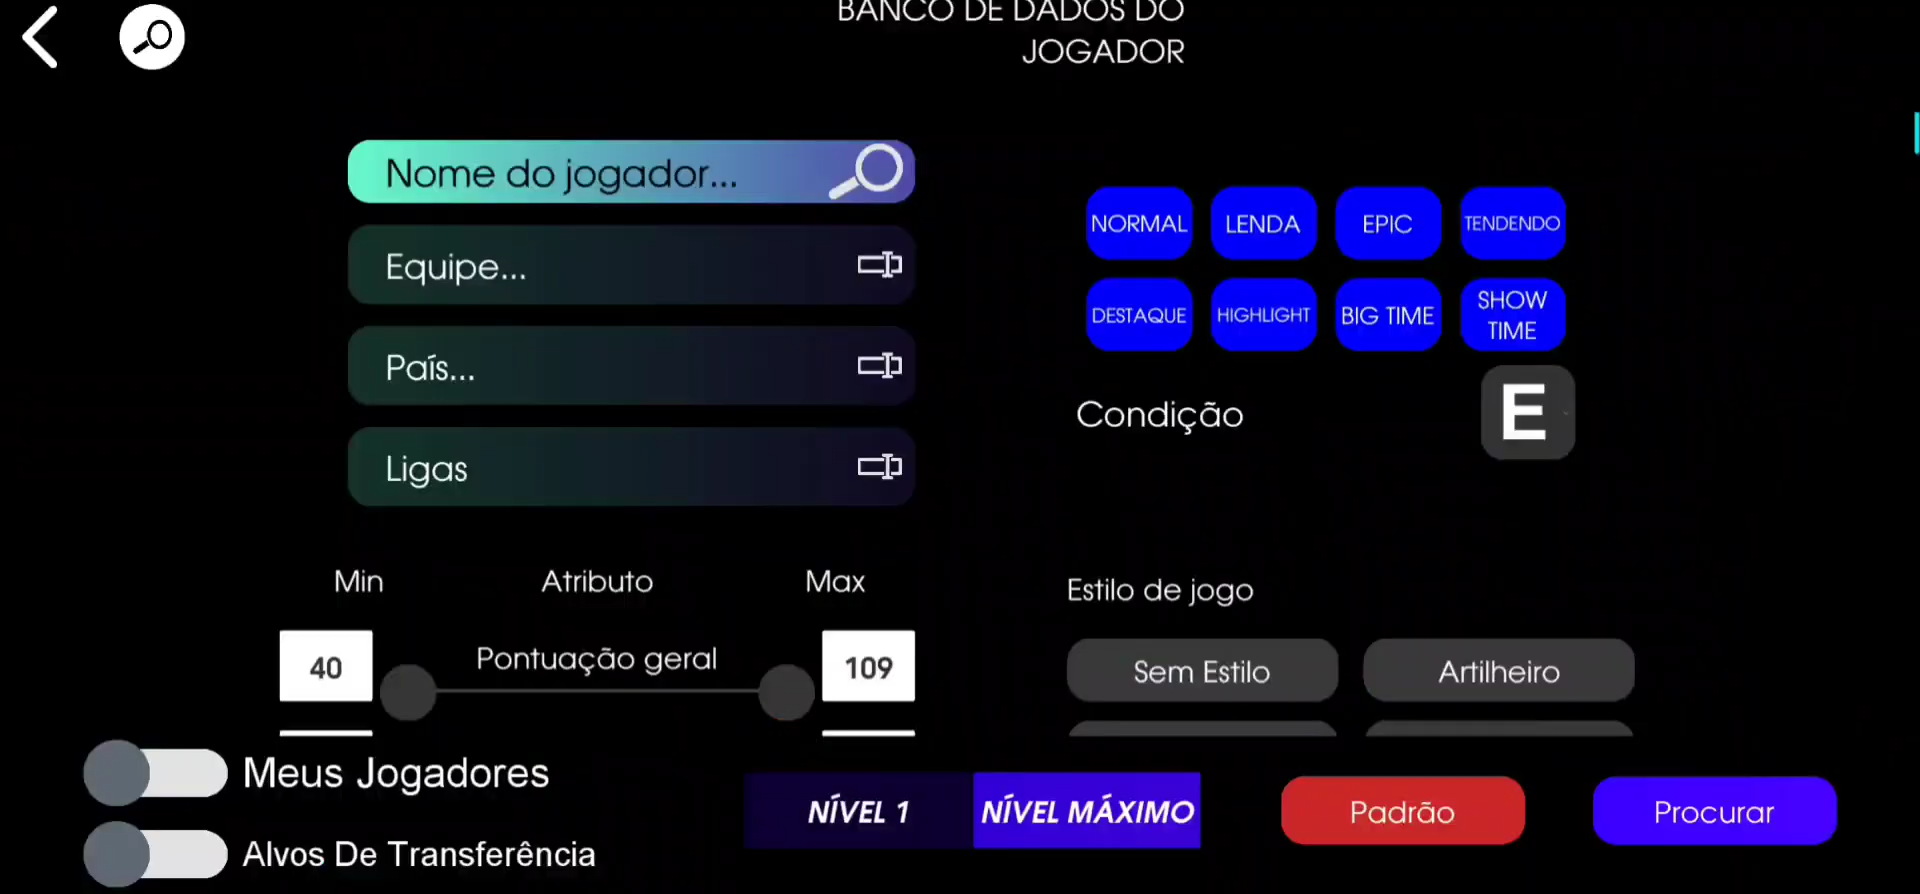 BANCO DE DADOS DO
JOGADOR
Nome do jogador...
Equipe...
País...
Ligas
NORMAL
LENDA
EPIC
TENDENDO
DESTAQUE
HIGHLIGHT
BIG TIME
SHOW
TIME
Condição
E
Min
Atributo
Max
40
Pontuação geral
109
Estilo de jogo
Sem Estilo
Artilheiro
Meus Jogadores
Alvos De Transferência
NÍVEL 1
NÍVEL MÁXIMO
Padrão
Procurar